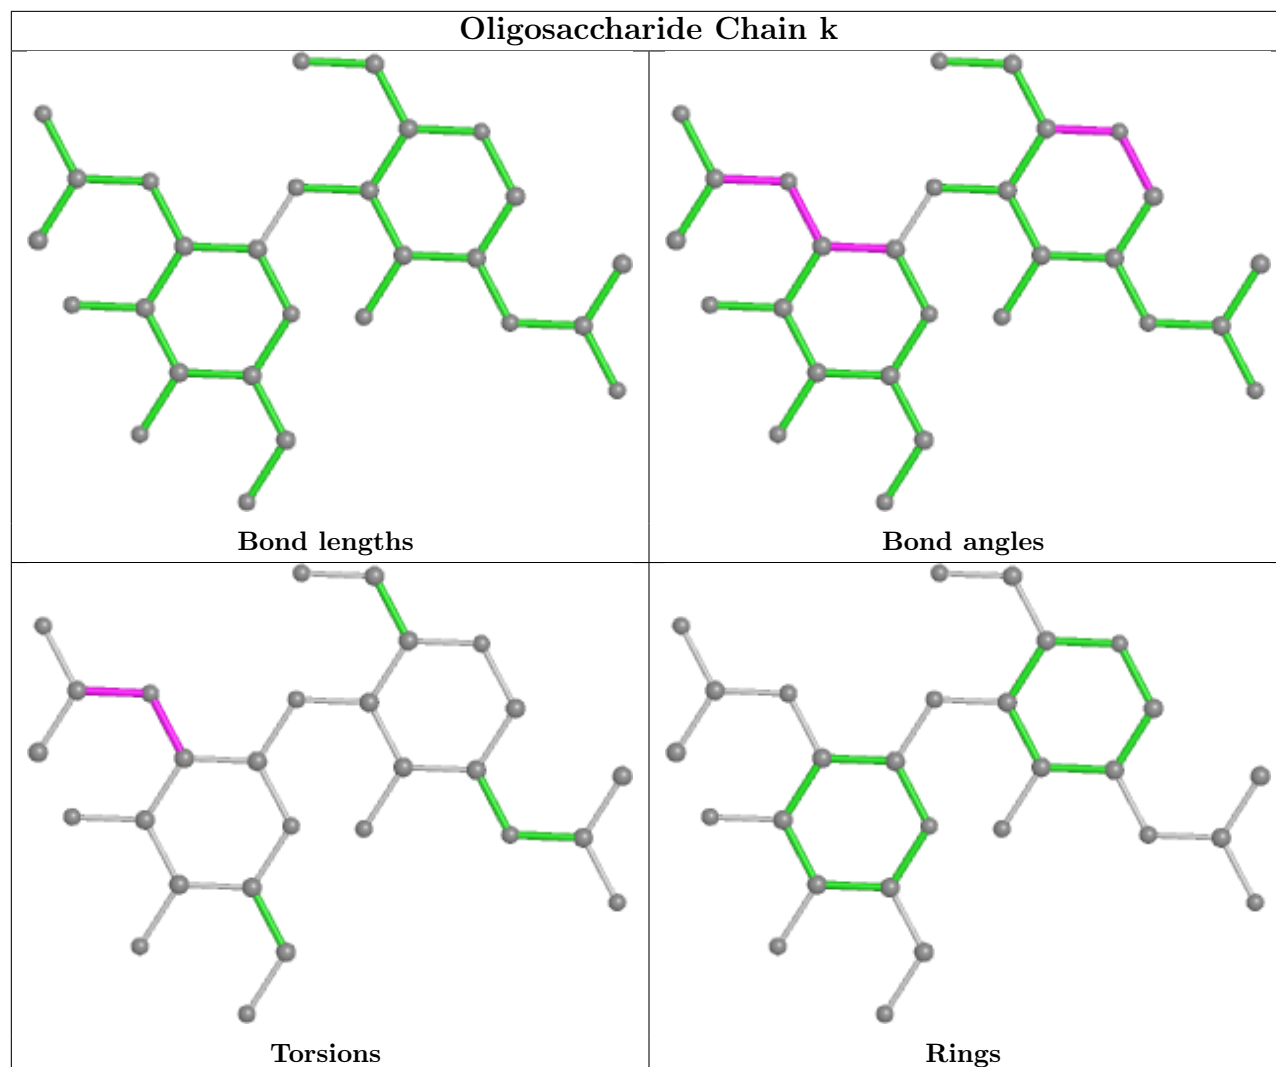 Oligosaccharide Chain k
Bond lengths
Bond angles
Torsions
Rings